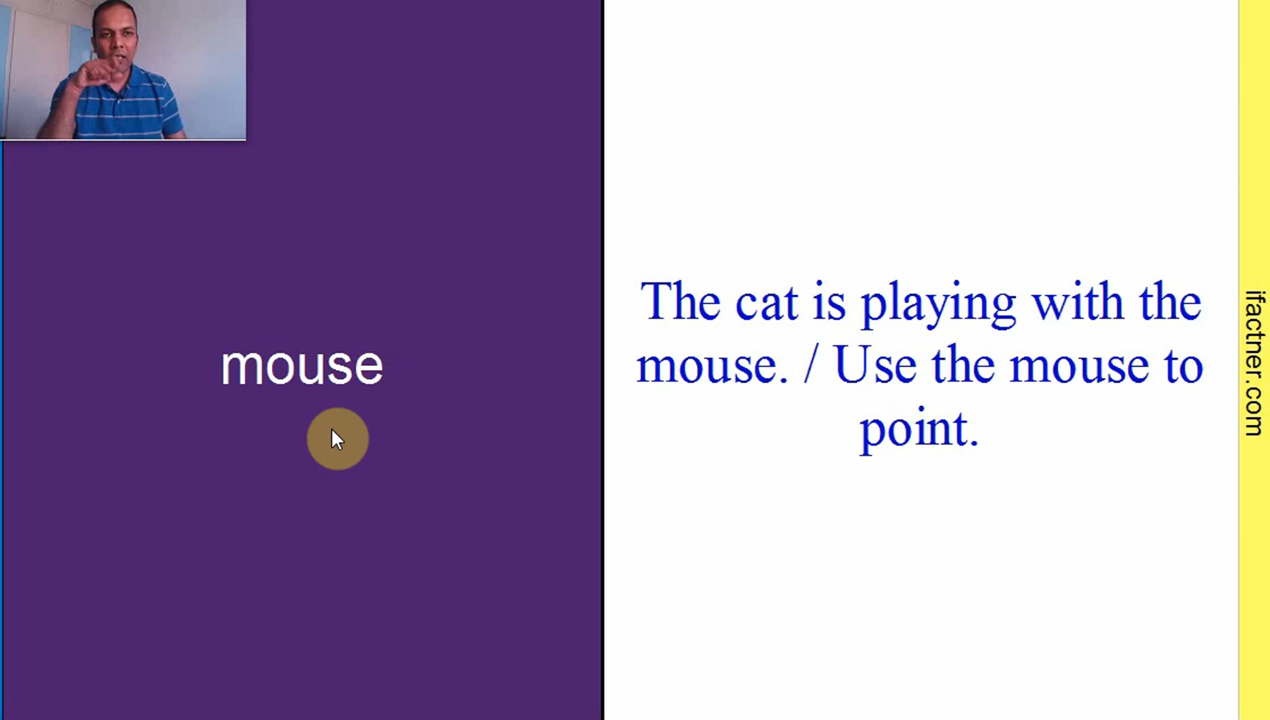 mouse
The cat is playing with the
mouse. / Use the mouse to
point.
ifactner.com